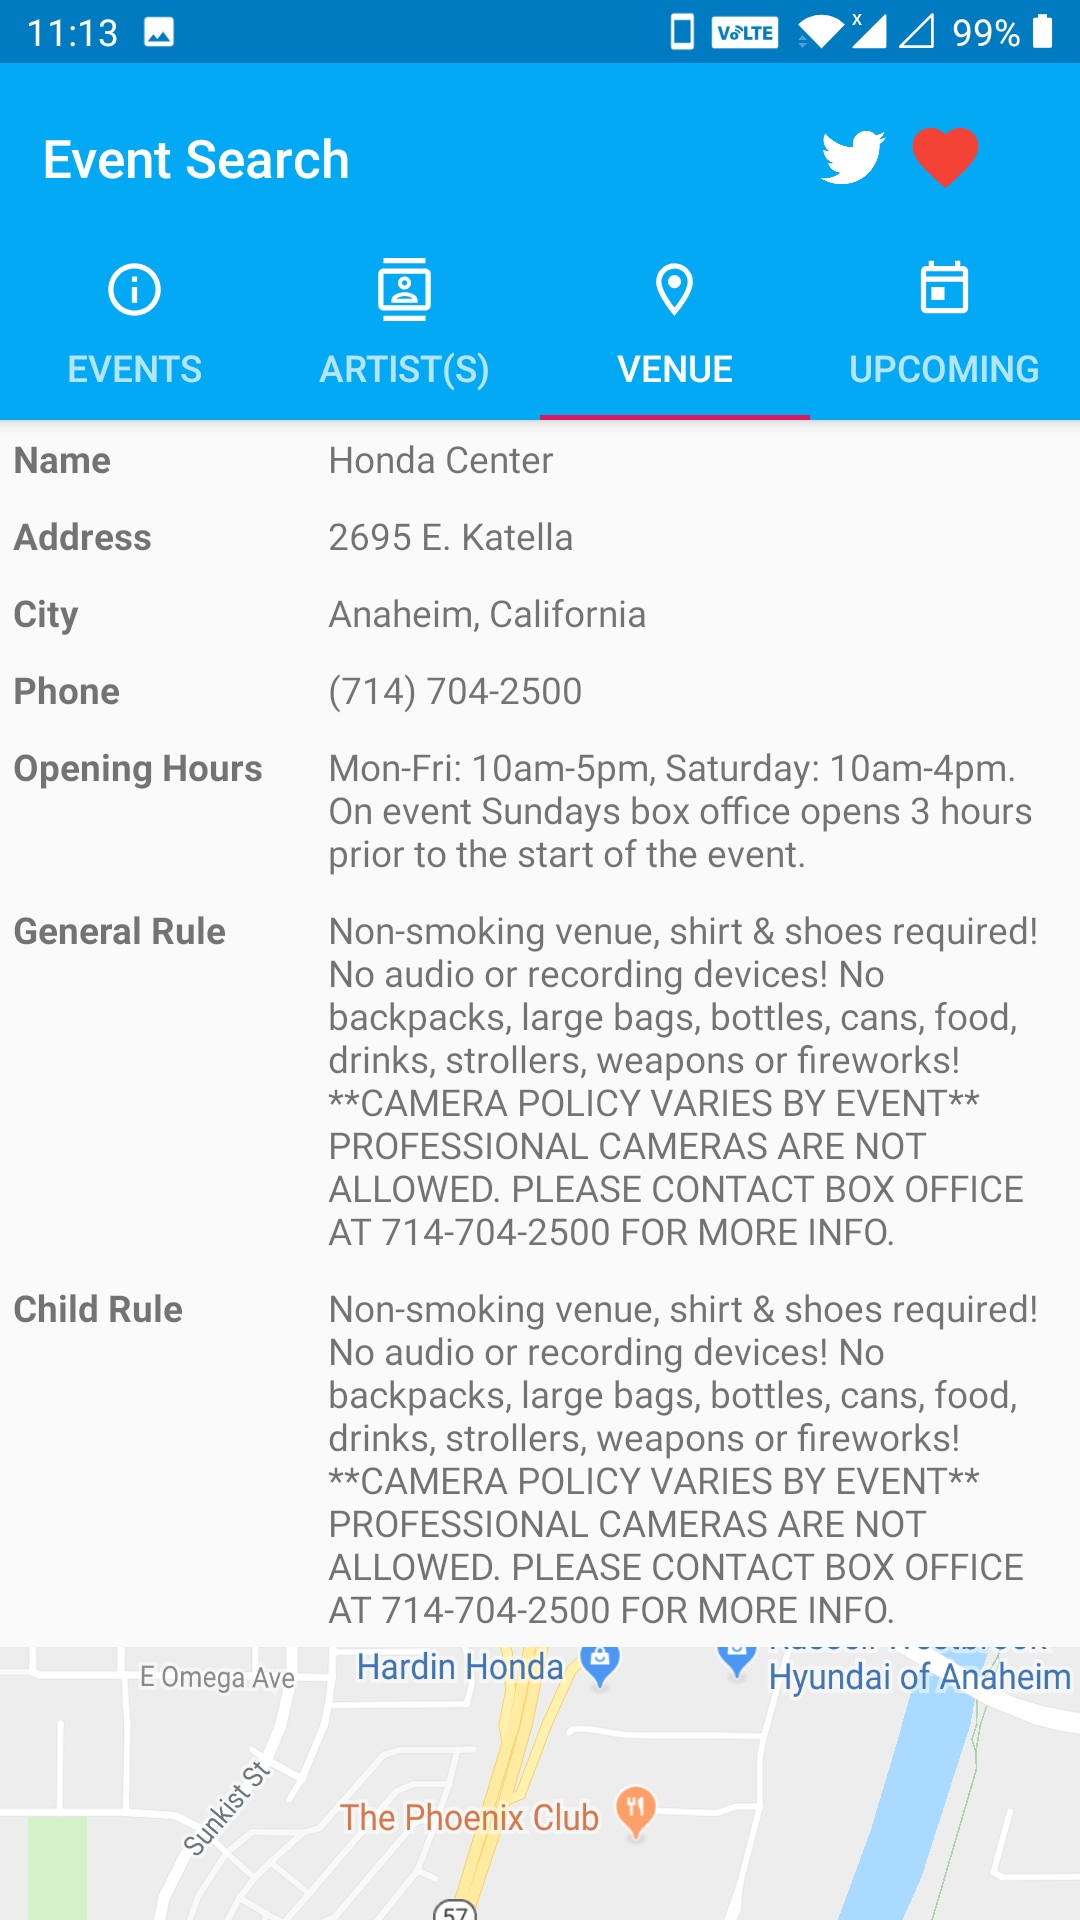 11:13
VoLTE
x
99%
Event Search
EVENTS
ARTIST(S)
VENUE
UPCOMING
Name
Honda Center
Address
2695 E. Katella
City
Anaheim, California
Phone
(714) 704-2500
Opening Hours
Mon-Fri: 10am-5pm, Saturday: 10am-4pm.
On event Sundays box office opens 3 hours
prior to the start of the event.
General Rule
Non-smoking venue, shirt & shoes required!
No audio or recording devices! No
backpacks, large bags, bottles, cans, food,
drinks, strollers, weapons or fireworks!
**CAMERA POLICY VARIES BY EVENT**
PROFESSIONAL CAMERAS ARE NOT
ALLOWED. PLEASE CONTACT BOX OFFICE
AT 714-704-2500 FOR MORE INFO.
Child Rule
Non-smoking venue, shirt & shoes required!
No audio or recording devices! No
backpacks, large bags, bottles, cans, food,
drinks, strollers, weapons or fireworks!
**CAMERA POLICY VARIES BY EVENT**
PROFESSIONAL CAMERAS ARE NOT
ALLOWED. PLEASE CONTACT BOX OFFICE
AT 714-704-2500 FOR MORE INFO.
E Omega Ave
Hardin Honda
Hyundai of Anaheim
Sunkist St
The Phoenix Club
57